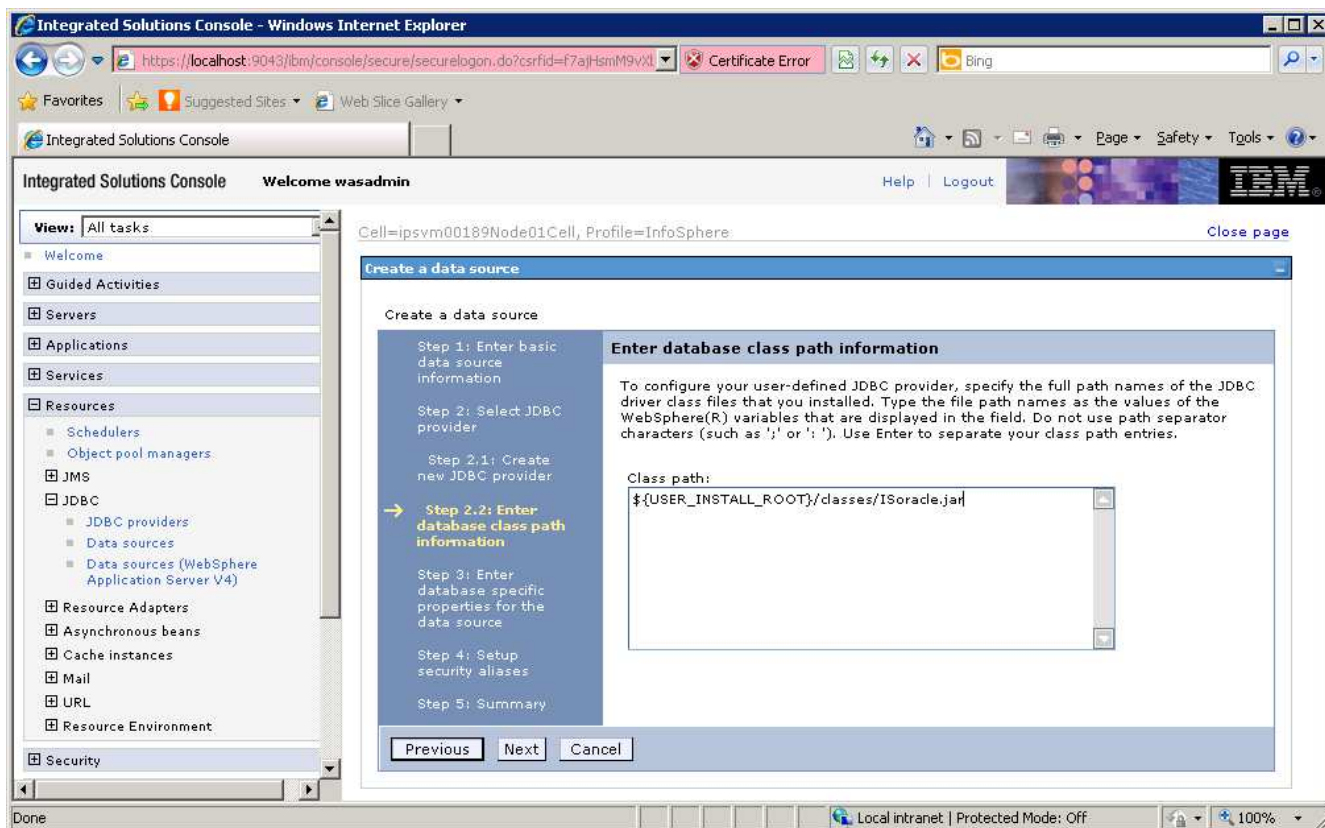 Integrated Solutions Console - Windows Internet Explorer
https://localhost:9043/ibm/console/secure/securelogon.do?csrfid=f7ajHsmM9vXL
Certificate Error
Bing
Favorites
Suggested Sites
Web Slice Gallery
Integrated Solutions Console
Page
Safety
Tools
Integrated Solutions Console Welcome wasadmin
Help | Logout
IBM®
View: All tasks
Welcome
Guided Activities
Servers
Applications
Services
Resources
Schedulers
Object pool managers
JMS
JDBC
JDBC providers
Data sources
Data sources (WebSphere
Application Server V4)
Resource Adapters
Asynchronous beans
Cache instances
Mail
URL
Resource Environment
Security
Cell=ipsvm00189Node01Cell, Profile=InfoSphere
Close page
Create a data source
Create a data source
Step 1: Enter basic
data source
information
Step 2: Select JDBC
provider
Step 2.1: Create
new JDBC provider
Step 2.2: Enter
database class path
information
Step 3: Enter
database specific
properties for the
data source
Step 4: Setup
security aliases
Step 5: Summary
Enter database class path information
To configure your user-defined JDBC provider, specify the full path names of the JDBC
driver class files that you installed. Type the file path names as the values of the
WebSphere(R) variables that are displayed in the field. Do not use path separator
characters (such as ';' or ': '). Use Enter to separate your class path entries.
Class path:
${USER_INSTALL_ROOT}/classes/ISoracle.jar
Previous Next Cancel
Done
Local intranet | Protected Mode: Off
100%